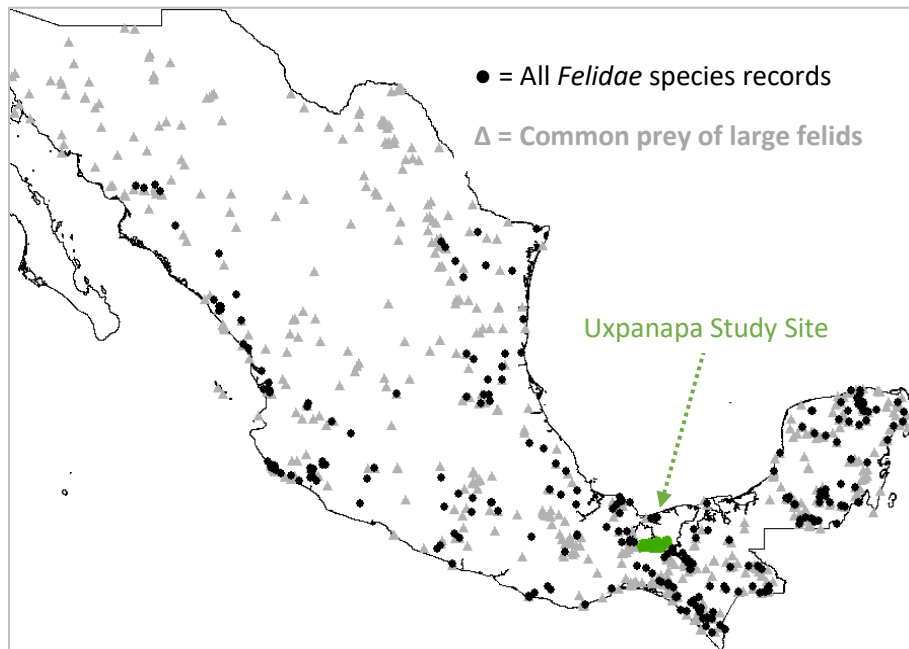 ● = All Felidae species records
Δ = Common prey of large felids
Uxpanapa Study Site